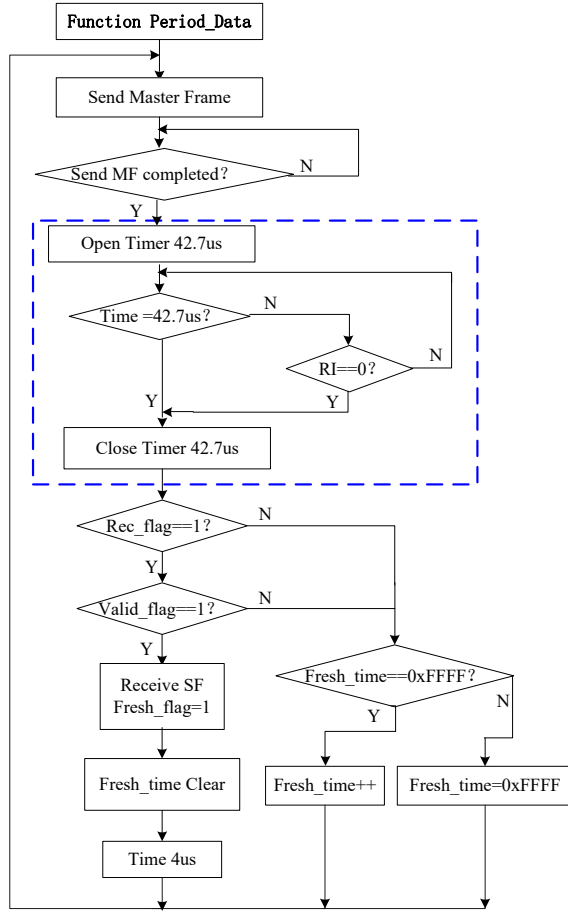 Function Period_Data
Send Master Frame
Send MF completed?
N
Y
Open Timer 42.7us
Time =42.7us?
N
RI==0?
N
Y
Y
Close Timer 42.7us
Rec_flag==1?
N
Y
Valid_flag==1?
N
Y
Fresh_time==0xFFFF?
Receive SF
Fresh_flag=1
Y
N
Fresh_time Clear
Fresh_time++
Fresh_time=0xFFFF
Time 4us